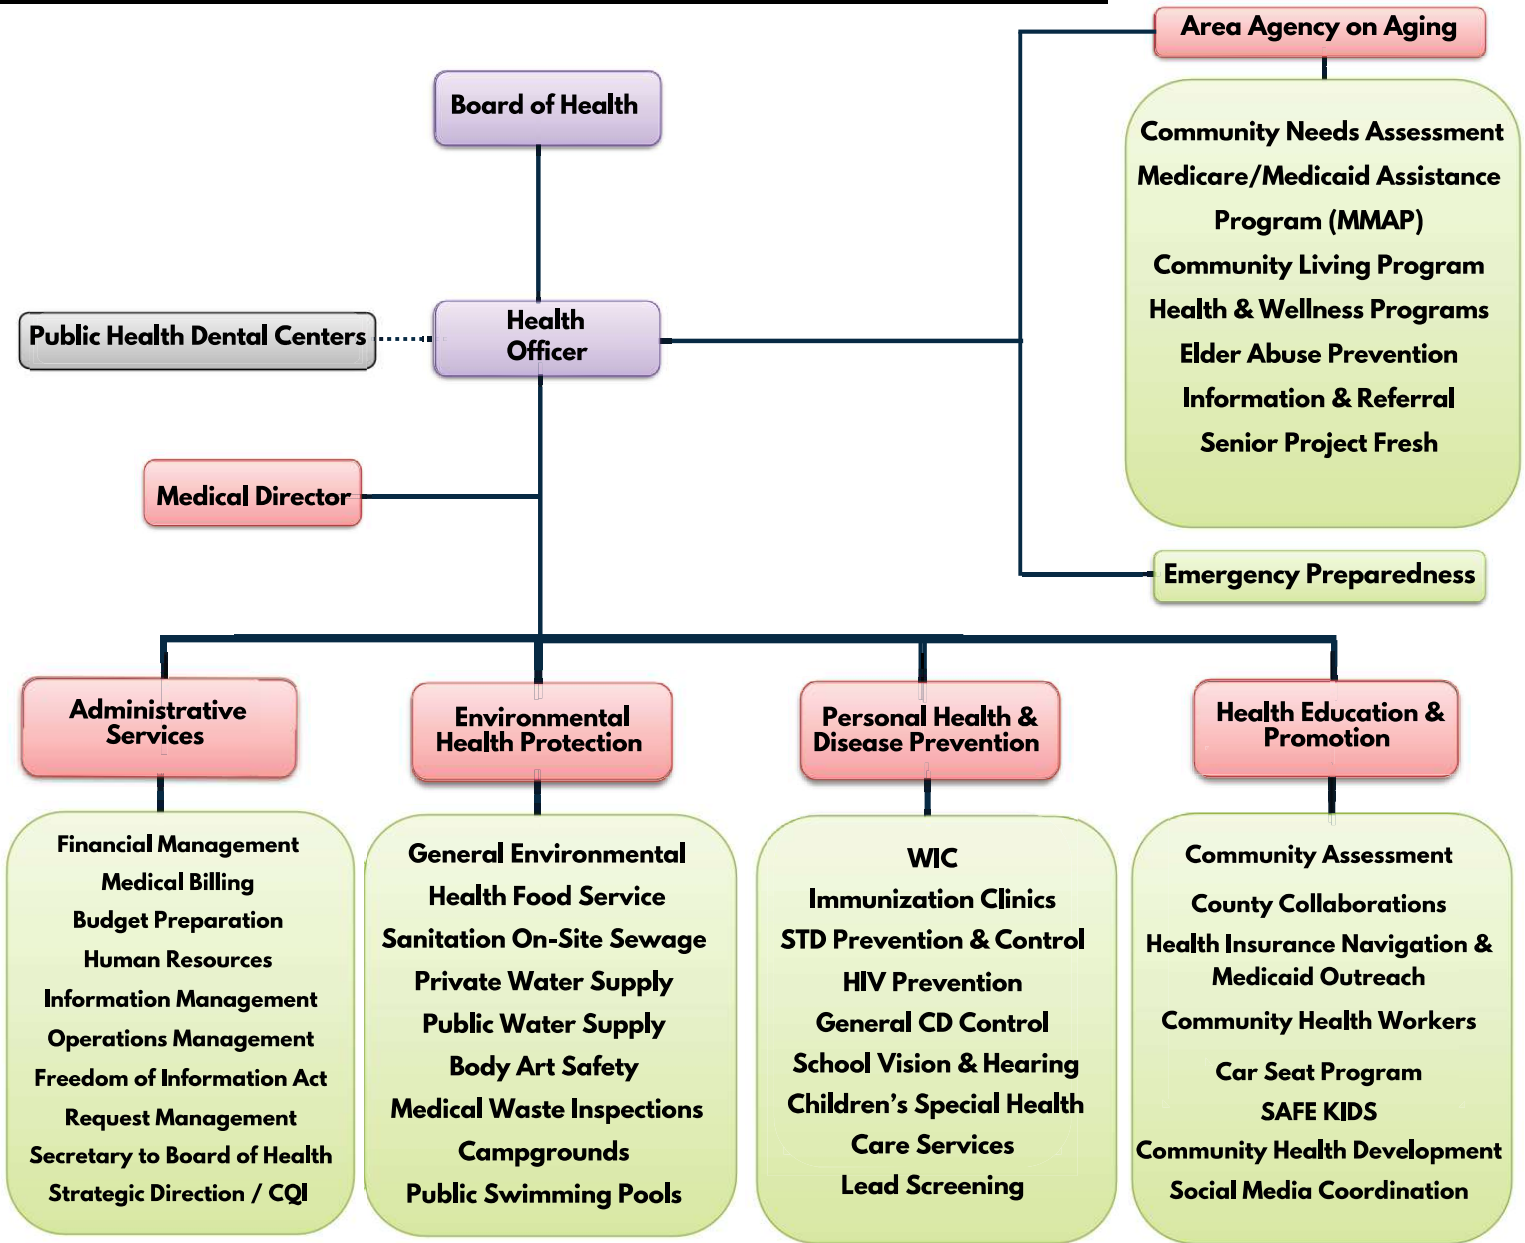 Area Agency on Aging
Board of Health
Community Needs Assessment
Medicare/Medicaid Assistance
Program (MMAP)
Community Living Program
Health & Wellness Programs
Elder Abuse Prevention
Information & Referral
Senior Project Fresh
Public Health Dental Centers
Health
Officer
Medical Director
Emergency Preparedness
Administrative
Services
Financial Management
Medical Billing
Budget Preparation
Human Resources
Information Management
Operations Management
Freedom of Information Act
Request Management
Secretary to Board of Health
Strategic Direction / CQI
Environmental
Health Protection
General Environmental
Health Food Service
Sanitation On-Site Sewage
Private Water Supply
Public Water Supply
Body Art Safety
Medical Waste Inspections
Campgrounds
Public Swimming Pools
Personal Health &
Disease Prevention
WIC
Immunization Clinics
STD Prevention & Control
HIV Prevention
General CD Control
School Vision & Hearing
Children's Special Health
Care Services
Lead Screening
Health Education &
Promotion
Community Assessment
County Collaborations
Health Insurance Navigation &
Medicaid Outreach
Community Health Workers
Car Seat Program
SAFE KIDS
Community Health Development
Social Media Coordination